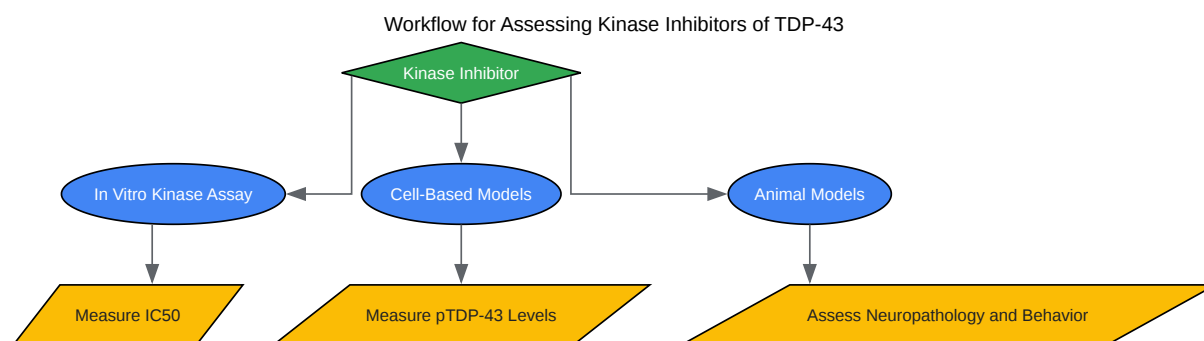 Workflow for Assessing Kinase Inhibitors of TDP-43
Kinase Inhibitor
In Vitro Kinase Assay
Cell-Based Models
Animal Models
Measure IC50
Measure pTDP-43 Levels
Assess Neuropathology and Behavior